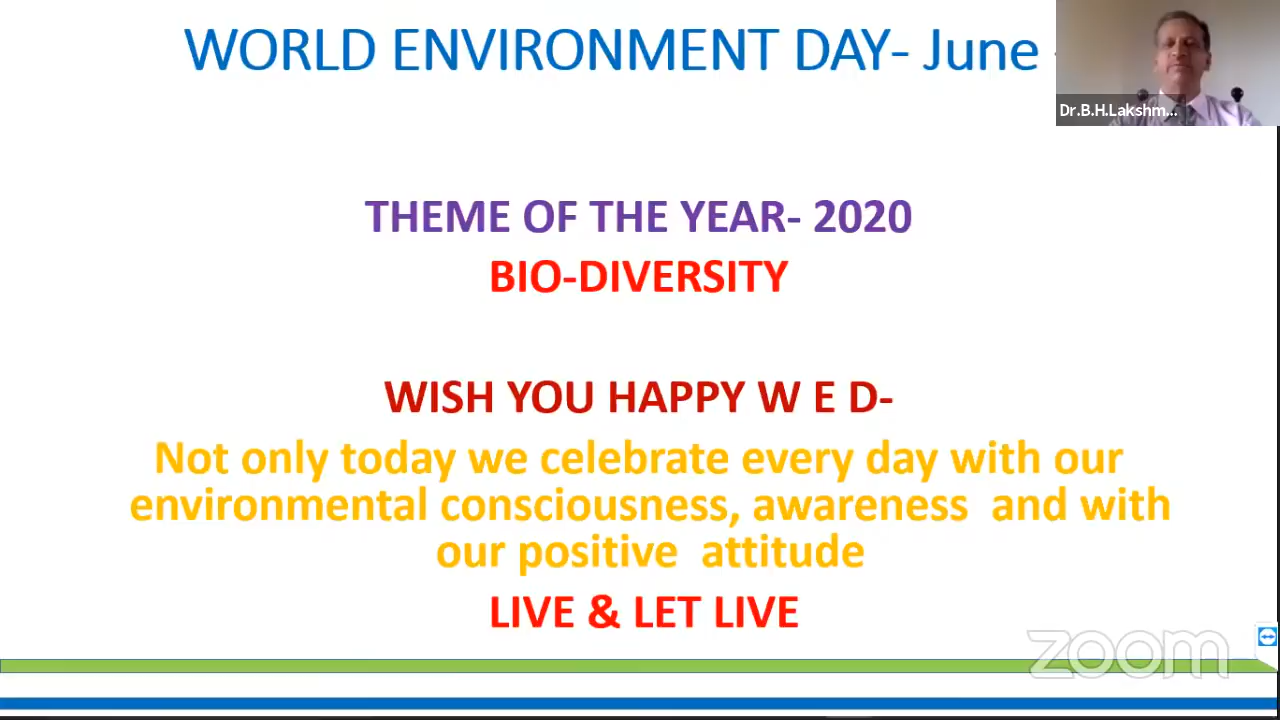 WORLD ENVIRONMENT DAY- June -
Dr.B.H.Lakshm...
THEME OF THE YEAR- 2020
BIO-DIVERSITY
WISH YOU HAPPY W E D-
Not only today we celebrate every day with our
environmental consciousness, awareness  and with
our positive  attitude
LIVE & LET LIVE
zoom